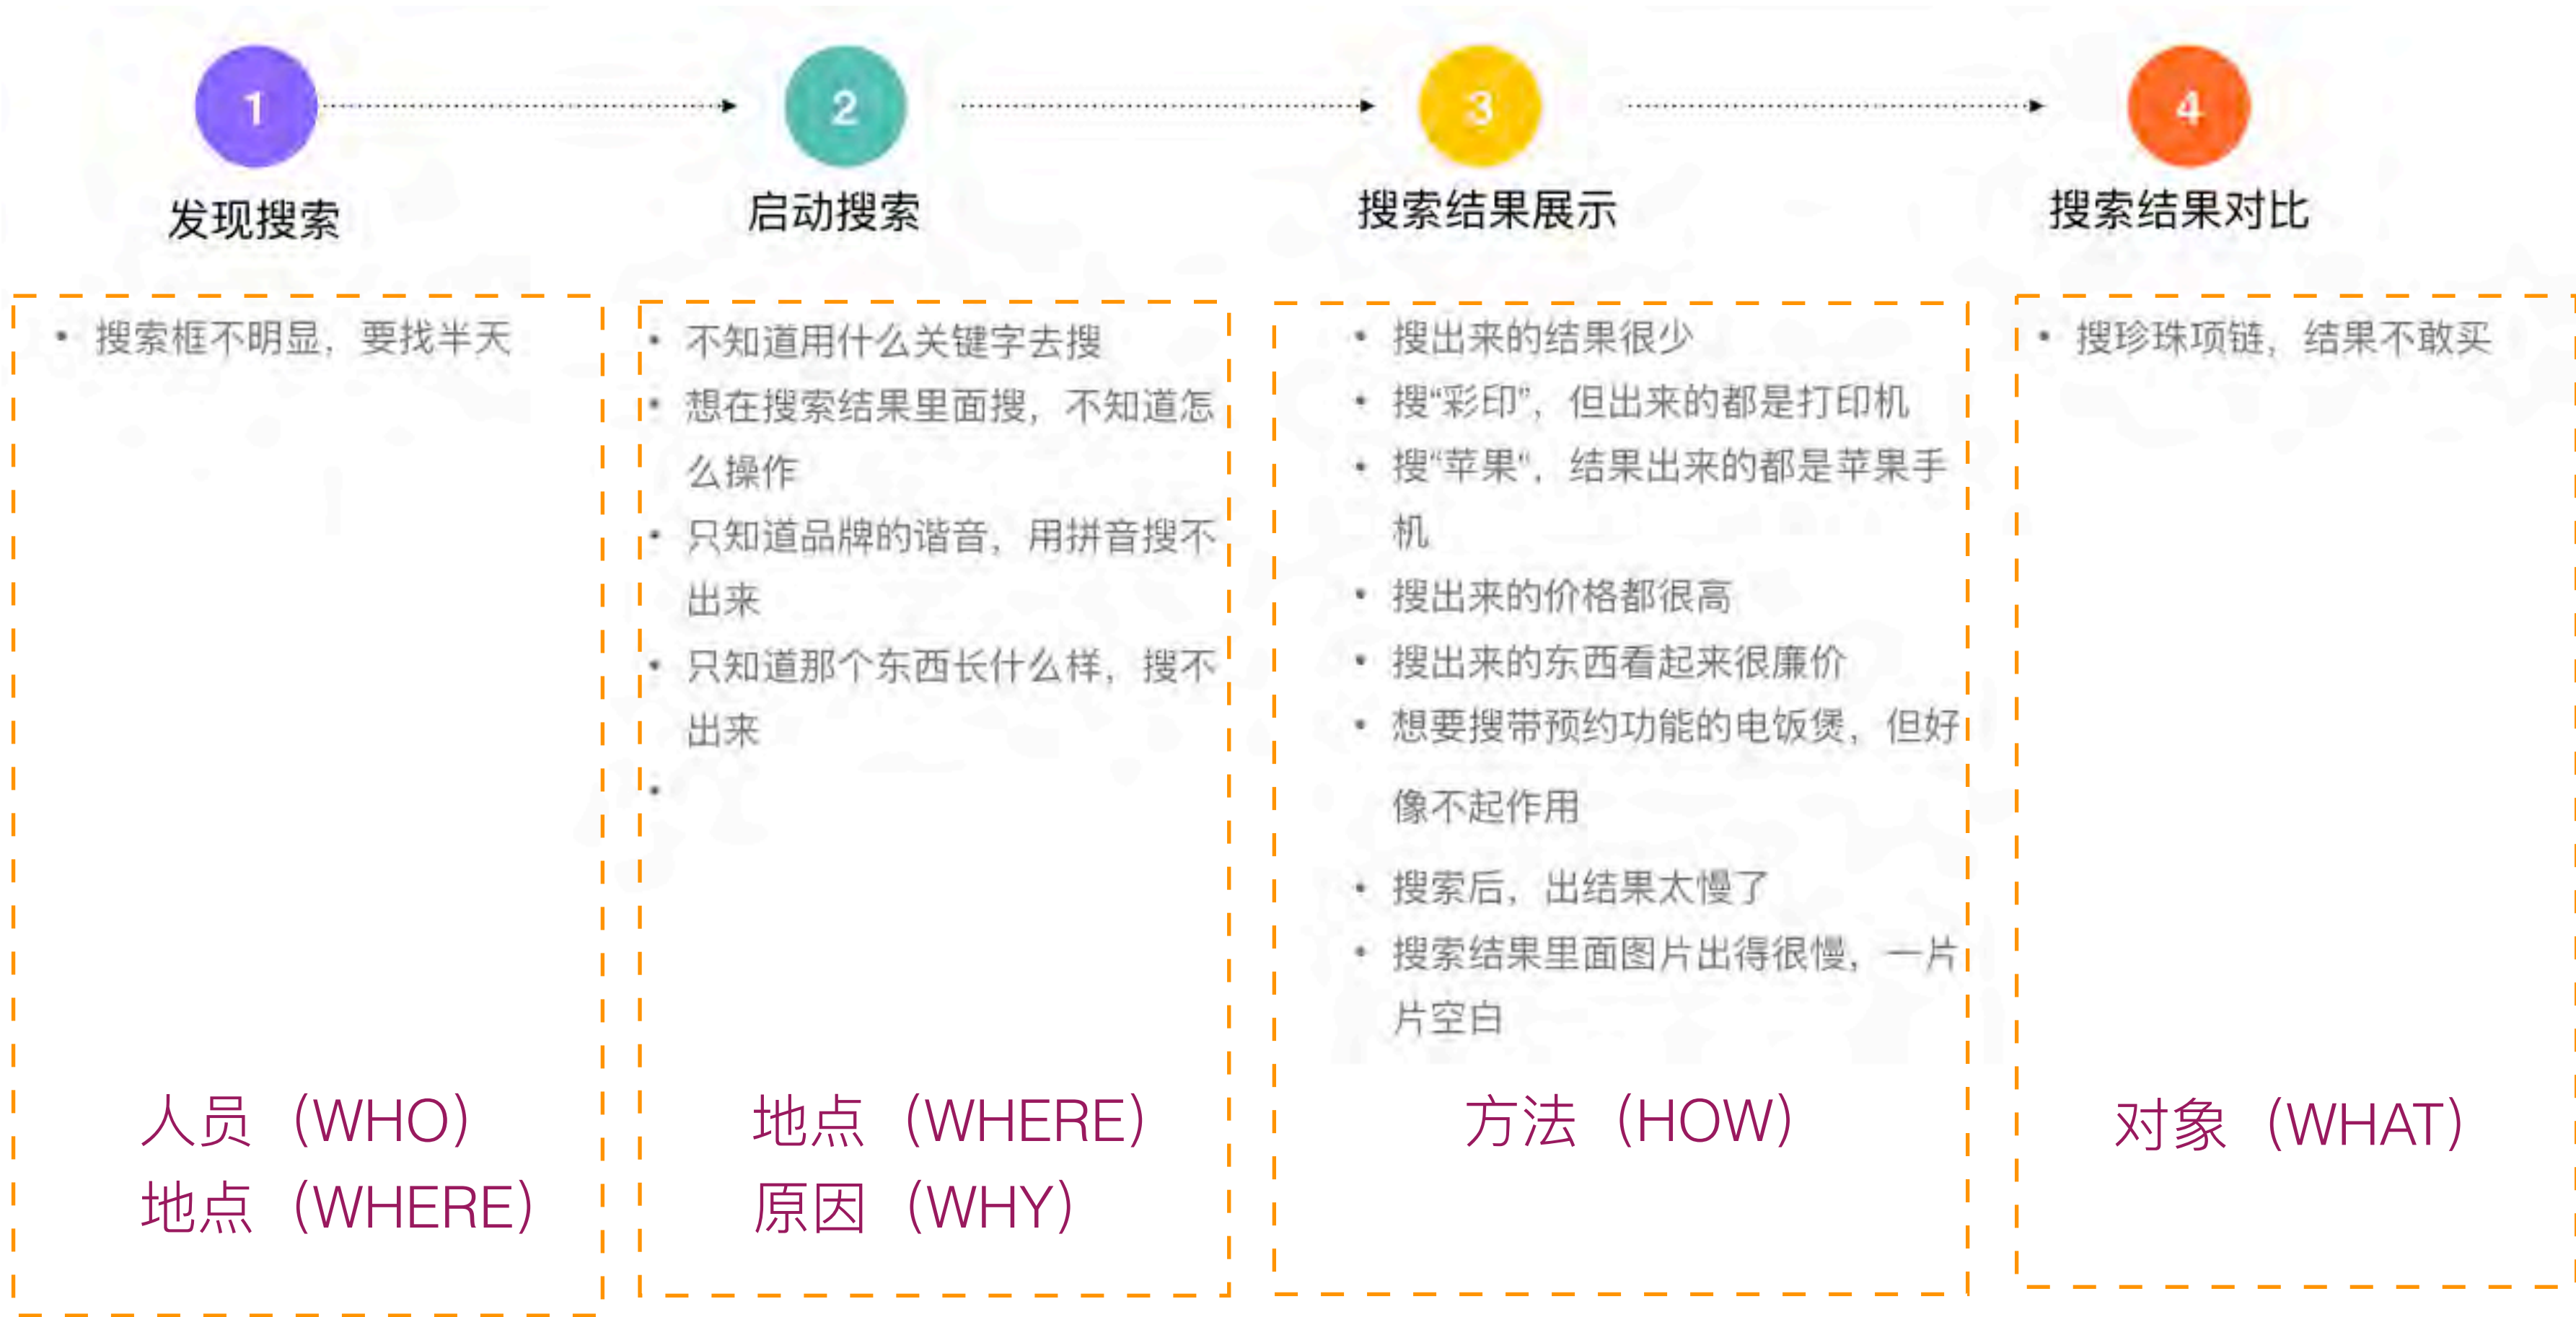 1
发现搜索
• 搜索框不明显，要找半天
人员（WHO）
地点（WHERE）
2
启动搜索
• 不知道用什么关键字去搜
• 想在搜索结果里面搜，不知道怎
么操作
• 只知道品牌的谐音，用拼音搜不
出来
• 只知道那个东西长什么样，搜不
出来
•
地点（WHERE）
原因（WHY）
3
搜索结果展示
• 搜出来的结果很少
• 搜“彩印”，但出来的都是打印机
• 搜“苹果“，结果出来的都是苹果手
机
• 搜出来的价格都很高
• 搜出来的东西看起来很廉价
• 想要搜带预约功能的电饭煲，但好
像不起作用
• 搜索后，出结果太慢了
• 搜索结果里面图片出得很慢，一片
片空白
方法（HOW）
4
搜索结果对比
• 搜珍珠项链，结果不敢买
对象（WHAT）